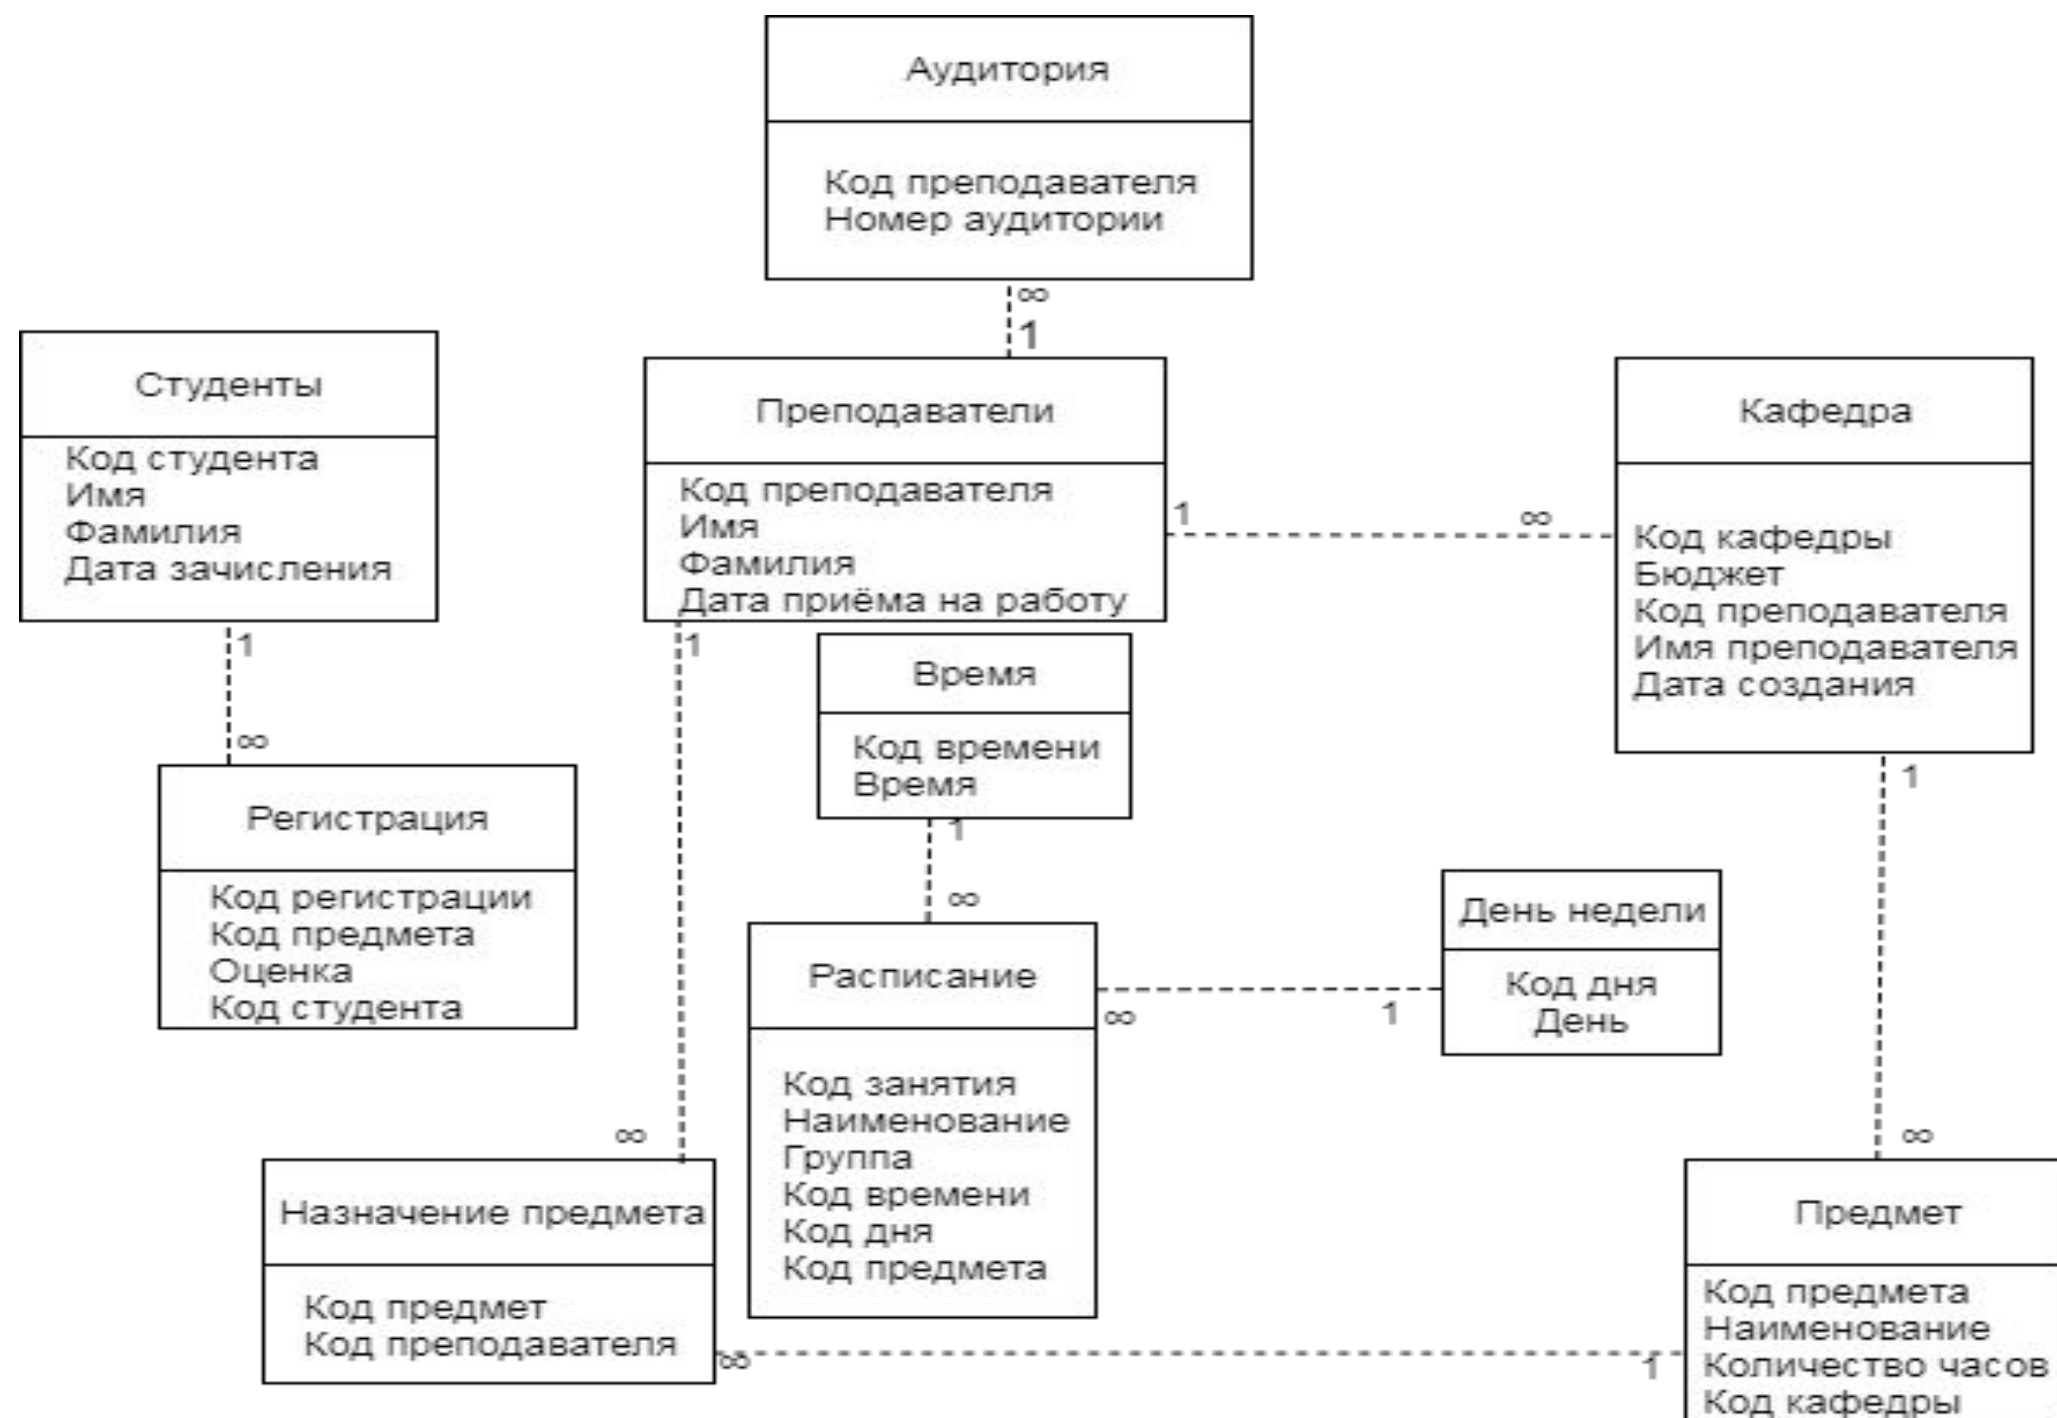 Аудитория
Код преподавателя
Номер аудитории
∞
1
Студенты
Код студента
Имя
Фамилия
Дата зачисления
1
∞
Преподаватели
Код преподавателя
Имя
Фамилия
Дата приёма на работу
1
∞
1
Кафедра
Код кафедры
Бюджет
Код преподавателя
Имя преподавателя
Дата создания
1
Время
Код времени
Время
1
∞
Регистрация
Код регистрации
Код предмета
Оценка
Код студента
Расписание
Код занятия
Наименование
Группа
Код времени
Код дня
Код предмета
∞
1
День недели
Код дня
День
∞
Назначение предмета
Код предмет
Код преподавателя
∞
1
∞
Предмет
Код предмета
Наименование
Количество часов
Код кафедры